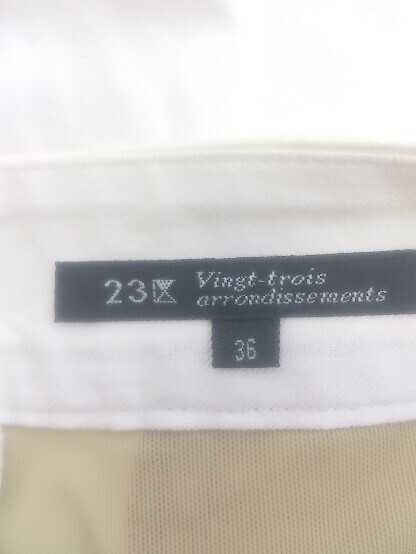 23区 Vingt-trois
arrondissements
36